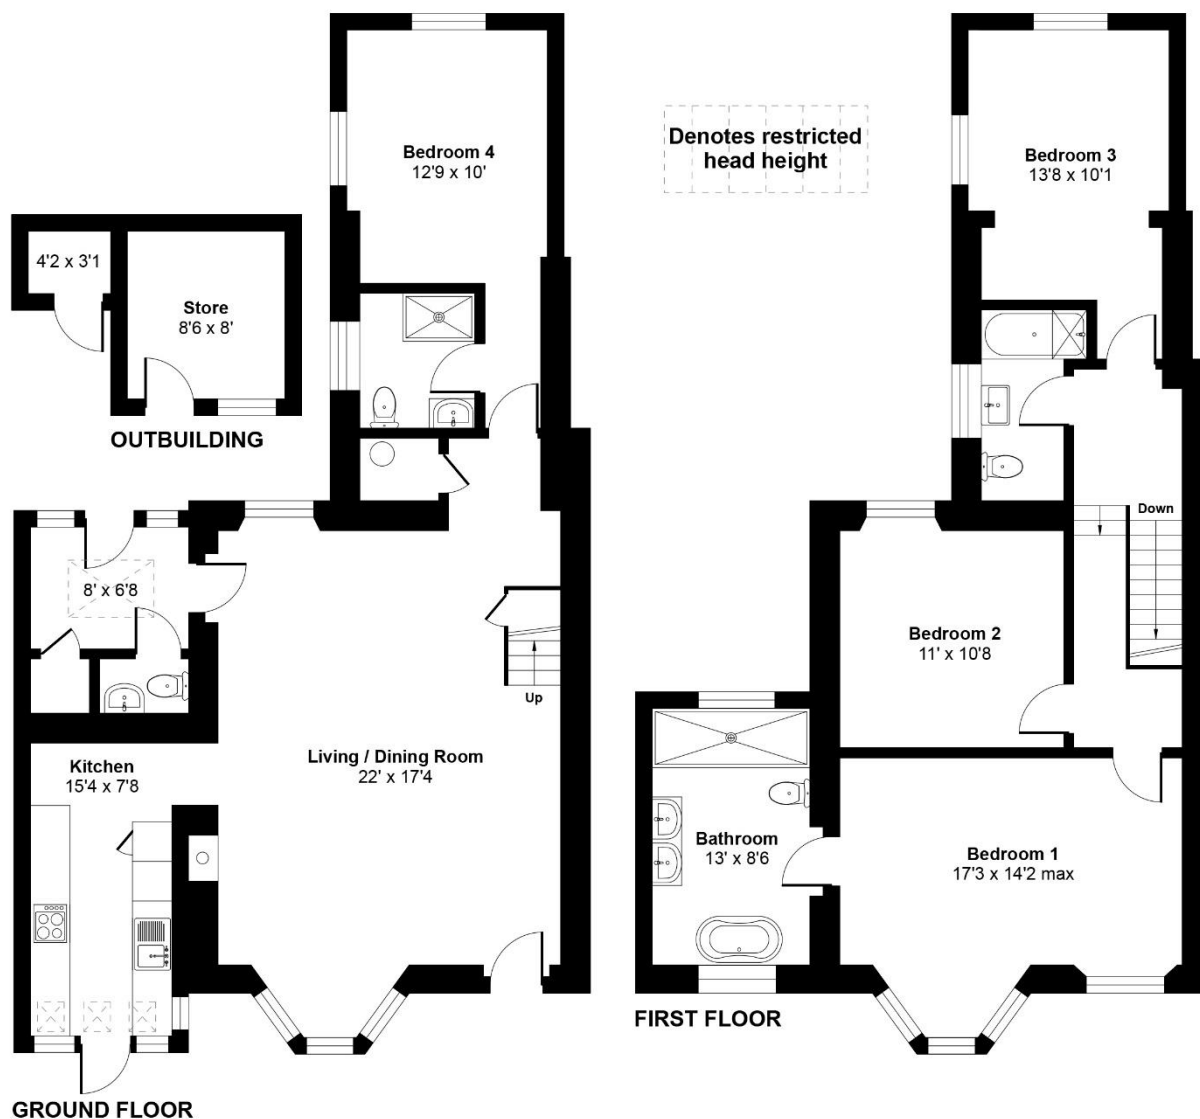 Bedroom 4
12'9 x 10'
4'2 x 3'1
Store
8'6 x 8'
OUTBUILDING
8' x 6'8
Up
Living / Dining Room
22' x 17'4
Kitchen
15'4 x 7'8
GROUND FLOOR
Denotes restricted
head height
Bedroom 3
13'8 x 10'1
Down
Bedroom 2
11' x 10'8
Bathroom
13' x 8'6
Bedroom 1
17'3 x 14'2 max
FIRST FLOOR